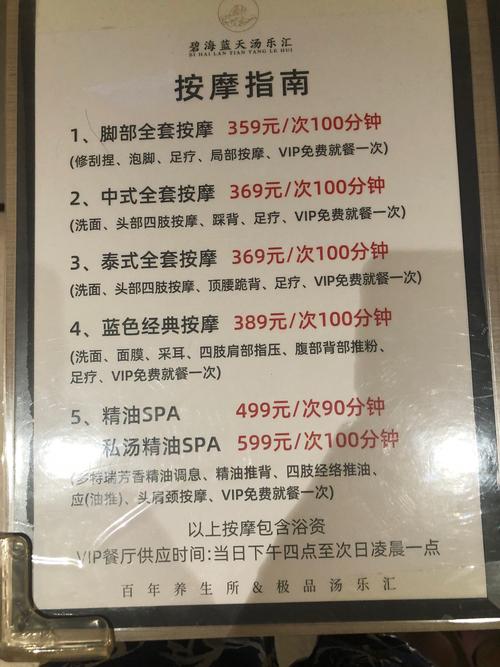 碧海蓝天汤乐汇
BI HAI LAN TIAN TANG LE HUI
按摩指南
1、脚部全套按摩 359元/次100分钟
(修刮捏、泡脚、足疗、局部按摩、VIP免费就餐一次)
2、中式全套按摩 369元/次100分钟
(洗面、头部四肢按摩、踩背、足疗、VIP免费就餐一次)
3、泰式全套按摩 369元/次100分钟
(洗面、头部四肢按摩、顶腰跪背、足疗、VIP免费就餐一次)
4、蓝色经典按摩 389元/次100分钟
(洗面、面膜、采耳、四肢肩部指压、腹部背部推粉、
足疗、VIP免费就餐一次)
5、精油SPA 499元/次90分钟
私汤精油SPA 599元/次100分钟
(多特瑞芳香精油调息、精油推背、四肢经络推油、
应(油推)、头肩颈按摩、VIP免费就餐一次)
以上按摩包含浴资
VIP餐厅供应时间:当日下午四点至次日凌晨一点
百年养生所&极品汤乐汇